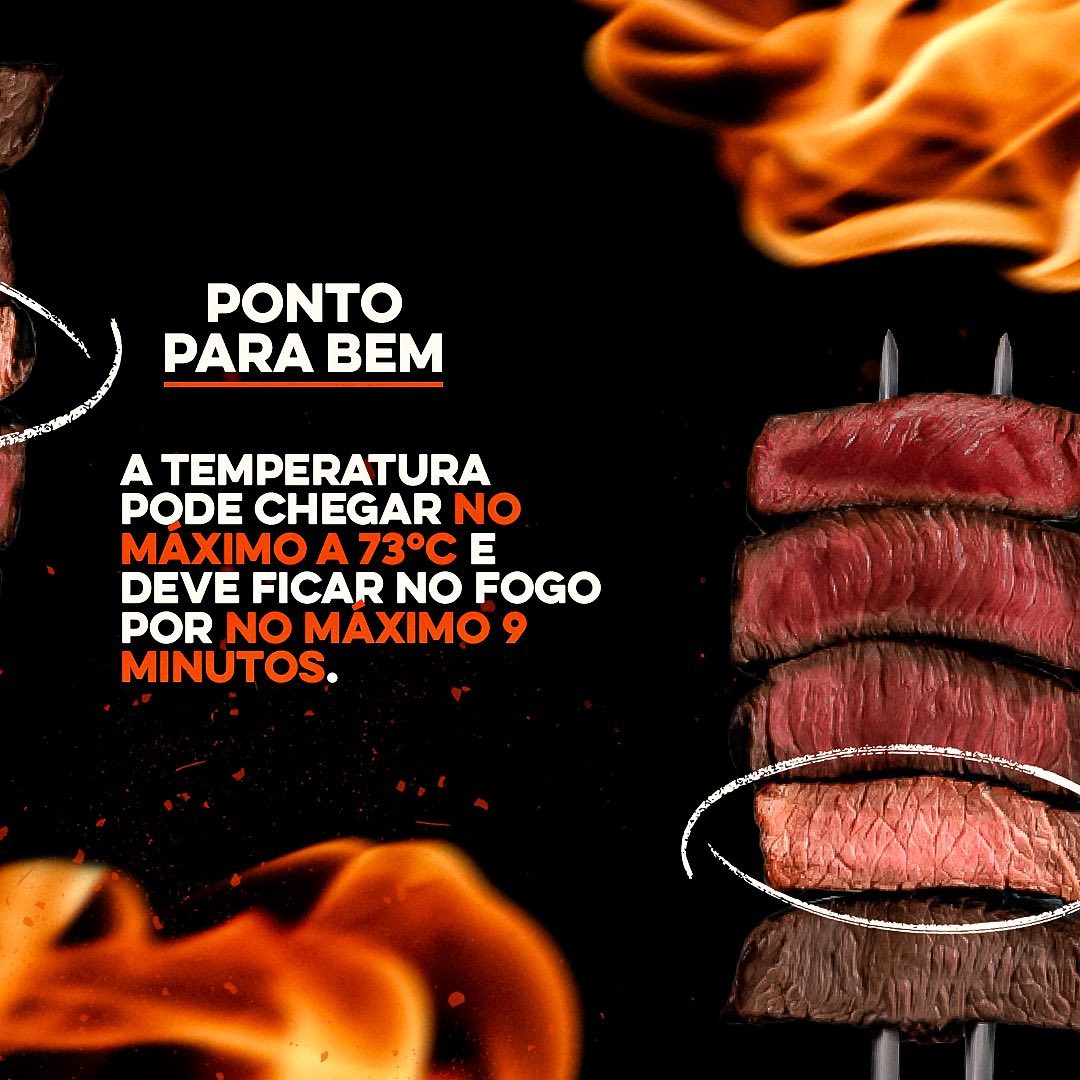 PONTO
PARA BEM
A TEMPERATURA
PODE CHEGAR NO
MÁXIMO A 73°C E
DEVE FICAR NO FOGO
POR NO MÁXIMO 9
MINUTOS.